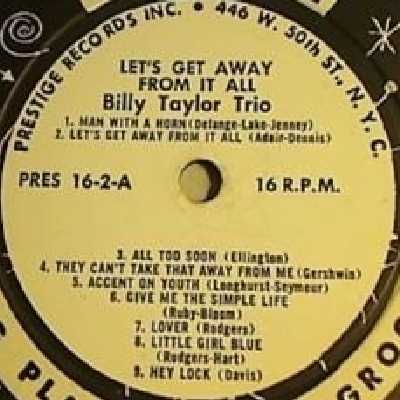 PRESTIGE RECORDS INC. • 446 W. 50th ST., N.Y.C.
LET'S GET AWAY
FROM IT ALL
Billy Taylor Trio
1. MAN WITH A HORN (Delange-Lake-Jenney)
2. LET'S GET AWAY FROM IT ALL (Adair-Dennis)
PRES 16-2-A
16 R.P.M.
3. ALL TOO SOON (Ellington)
4. THEY CAN'T TAKE THAT AWAY FROM ME (Gershwin)
5. ACCENT ON YOUTH (Longhurst-Seymour)
6. GIVE ME THE SIMPLE LIFE
(Ruby-Bloom)
7. LOVER (Rodgers)
8. LITTLE GIRL BLUE
(Rodgers-Hart)
9. HEY LOCK (Davis)